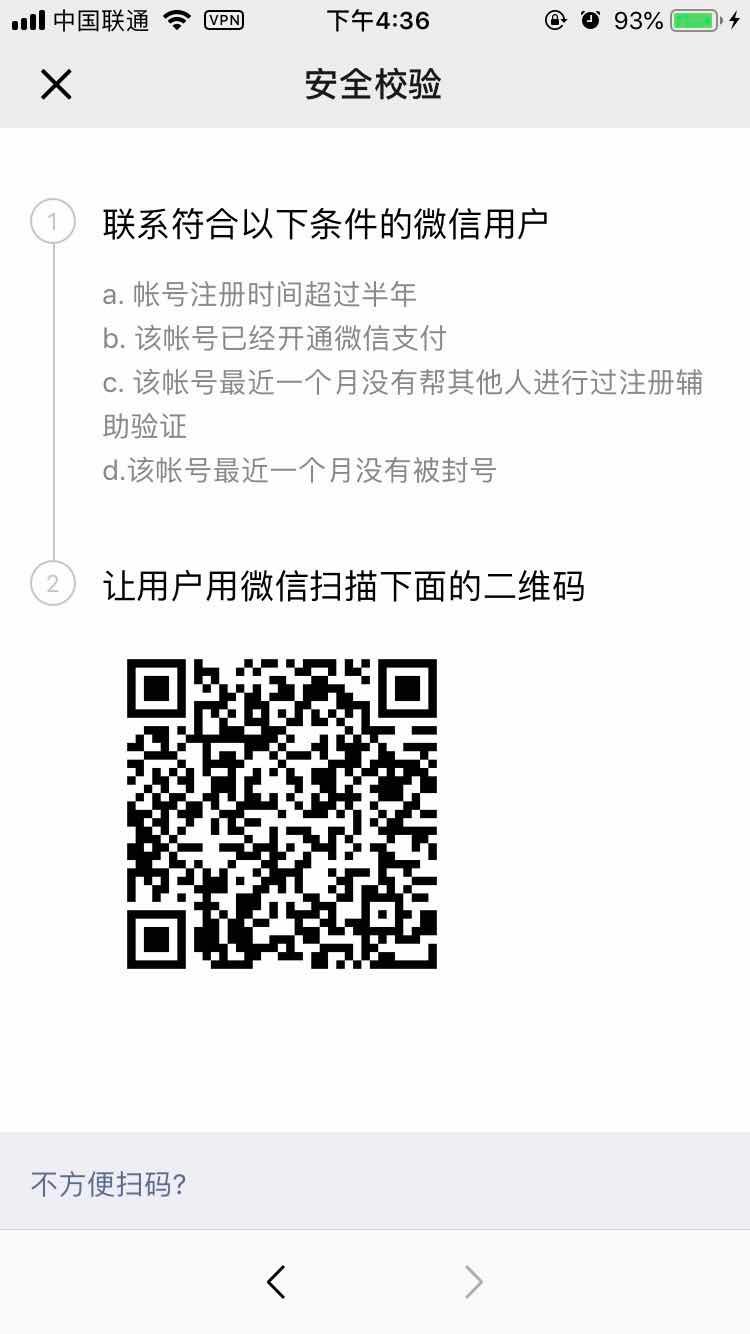 中国联通 VPN 下午4:36 93%
安全校验
1 联系符合以下条件的微信用户
a. 帐号注册时间超过半年
b. 该帐号已经开通微信支付
c. 该帐号最近一个月没有帮其他人进行过注册辅
助验证
d.该帐号最近一个月没有被封号
2 让用户用微信扫描下面的二维码
不方便扫码?